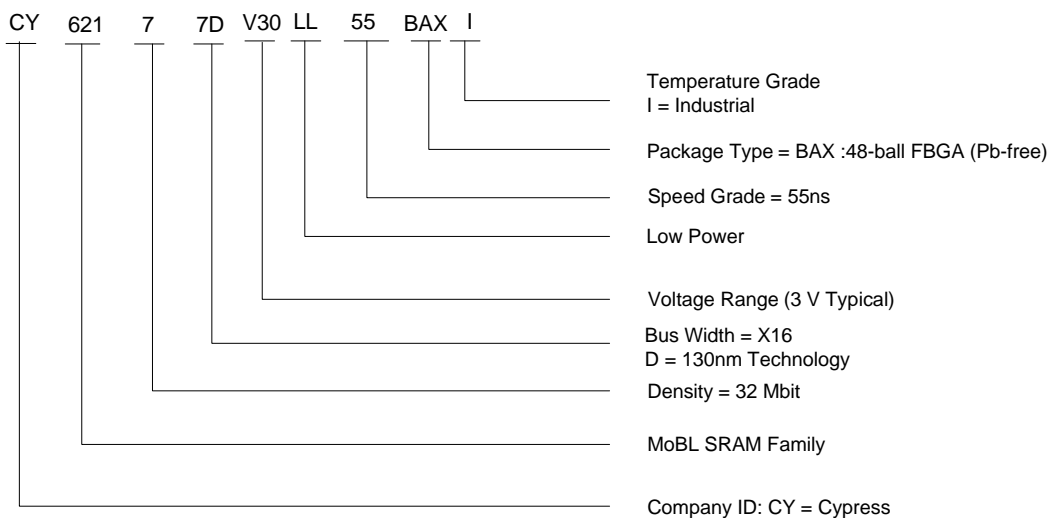 CY 621 7 7D V30 LL 55 BAX I
Temperature Grade
I = Industrial
Package Type = BAX :48-ball FBGA (Pb-free)
Speed Grade = 55ns
Low Power
Voltage Range (3 V Typical)
Bus Width = X16
D = 130nm Technology
Density = 32 Mbit
MoBL SRAM Family
Company ID: CY = Cypress